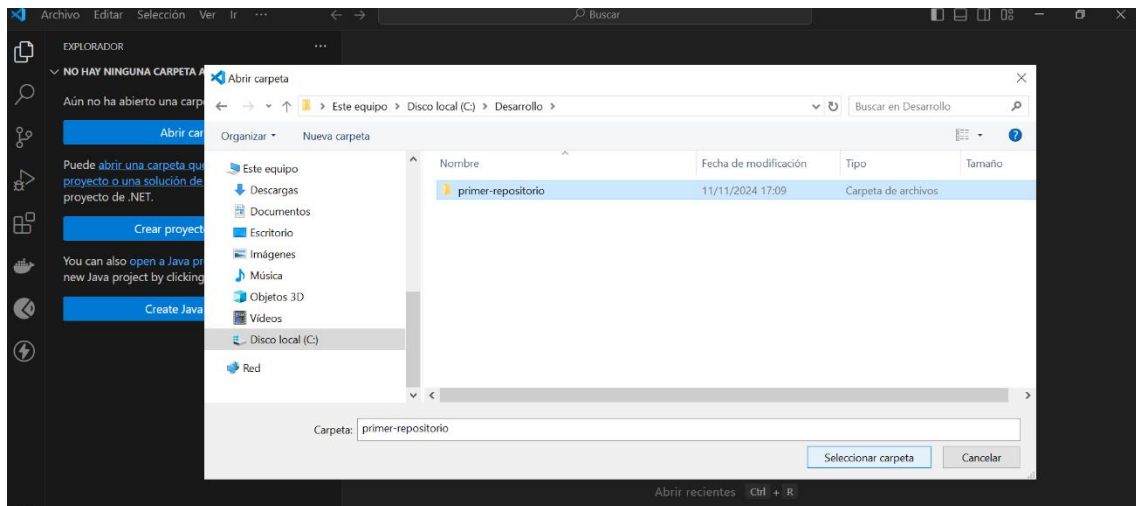 Archivo Editar Selección Ver Ir ··· Buscar
EXPLORADOR ···
NO HAY NINGUNA CARPETA A
Aún no ha abierto una carp
Abrir car
Puede abrir una carpeta que
proyecto o una solución de
proyecto de .NET.
Crear proyect
You can also open a Java pr
new Java project by clicking
Create Java
Abrir carpeta
Este equipo > Disco local (C:) > Desarrollo >
Buscar en Desarrollo
Organizar
Nueva carpeta
Este equipo
Descargas
Documentos
Escritorio
Imágenes
Música
Objetos 3D
Vídeos
Disco local (C:)
Red
Nombre Fecha de modificación Tipo Tamaño
primer-repositorio 11/11/2024 17:09 Carpeta de archivos
Carpeta: primer-repositorio
Seleccionar carpeta Cancelar
Abrir recientes Ctrl + R